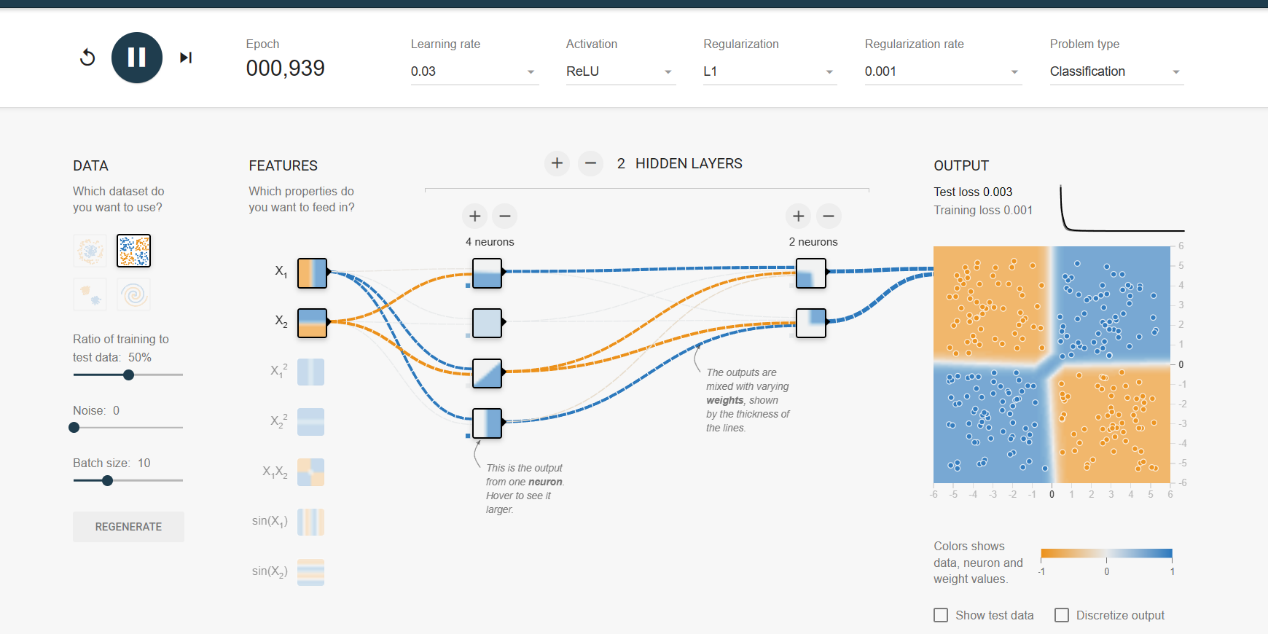 Epoch
000,939
Learning rate
0.03
Activation
ReLU
Regularization
L1
Regularization rate
0.001
Problem type
Classification
DATA
Which dataset do
you want to use?
Ratio of training to
test data: 50%
Noise: 0
Batch size: 10
REGENERATE
FEATURES
Which properties do
you want to feed in?
X1
X2
X1²
X2²
X1X2
sin(X1)
sin(X2)
+ − 2 HIDDEN LAYERS
+ −
4 neurons
+ −
2 neurons
This is the output
from one neuron.
Hover to see it
larger.
The outputs are
mixed with varying
weights, shown
by the thickness of
the lines.
OUTPUT
Test loss 0.003
Training loss 0.001
6
5
4
3
2
1
0
-1
-2
-3
-4
-5
-6
-6 -5 -4 -3 -2 -1 0 1 2 3 4 5 6
Colors shows
data, neuron and
weight values.
-1 0 1
Show test data
Discretize output